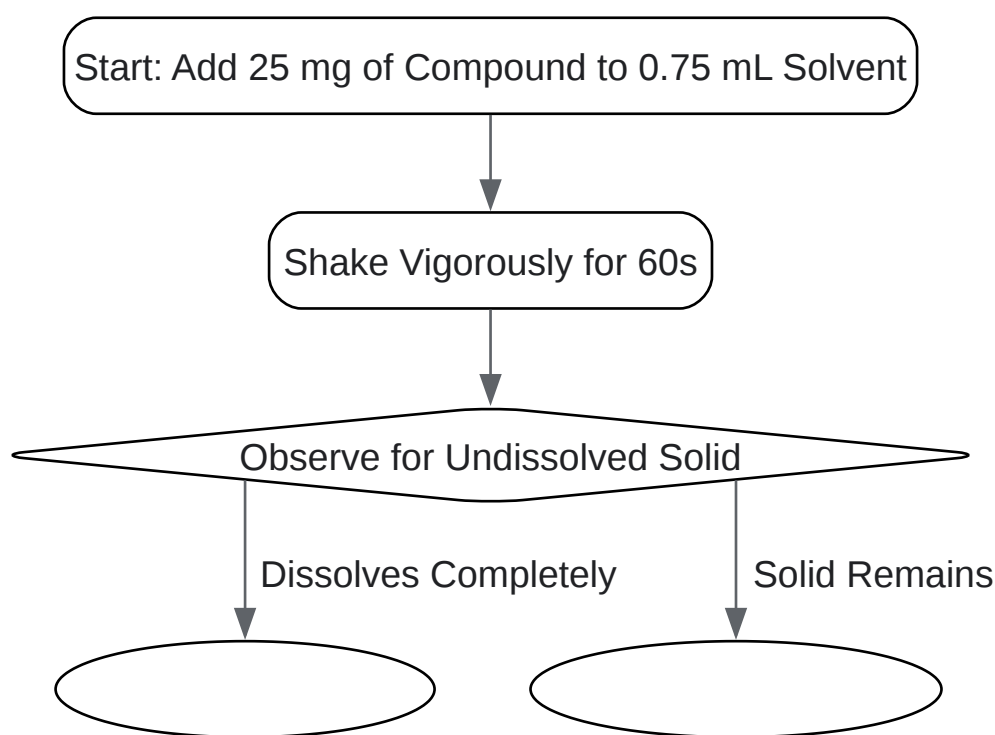 Start: Add 25 mg of Compound to 0.75 mL Solvent
Shake Vigorously for 60s
Observe for Undissolved Solid
Dissolves Completely
Solid Remains